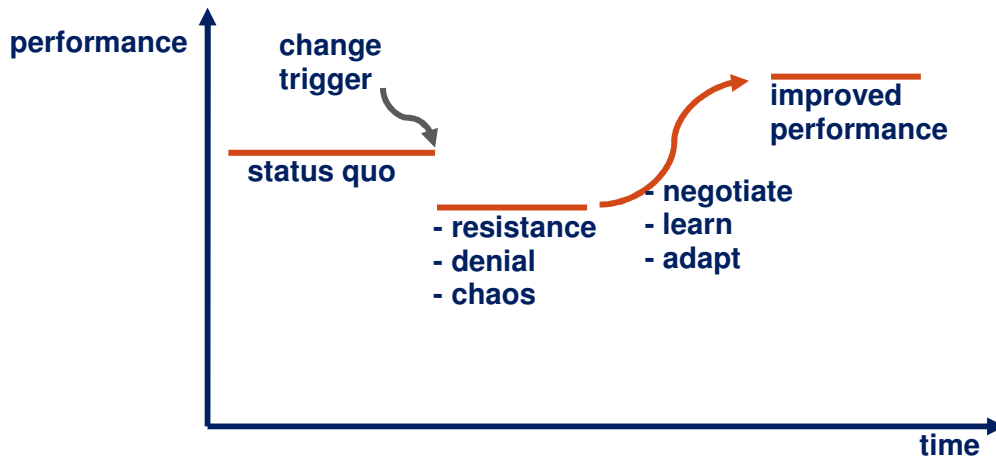 performance
change
trigger
status quo
- resistance
- denial
- chaos
- negotiate
- learn
- adapt
improved
performance
time